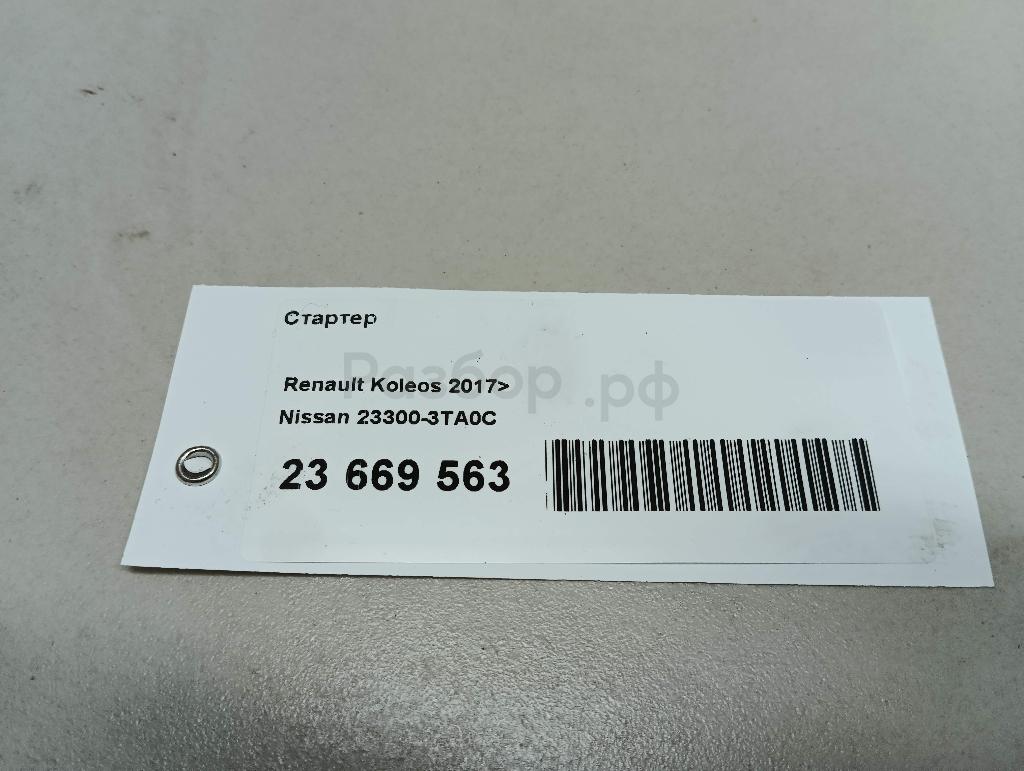 Стартер
Разбор.рф
Renault Koleos 2017>
Nissan 23300-3TA0C
23 669 563